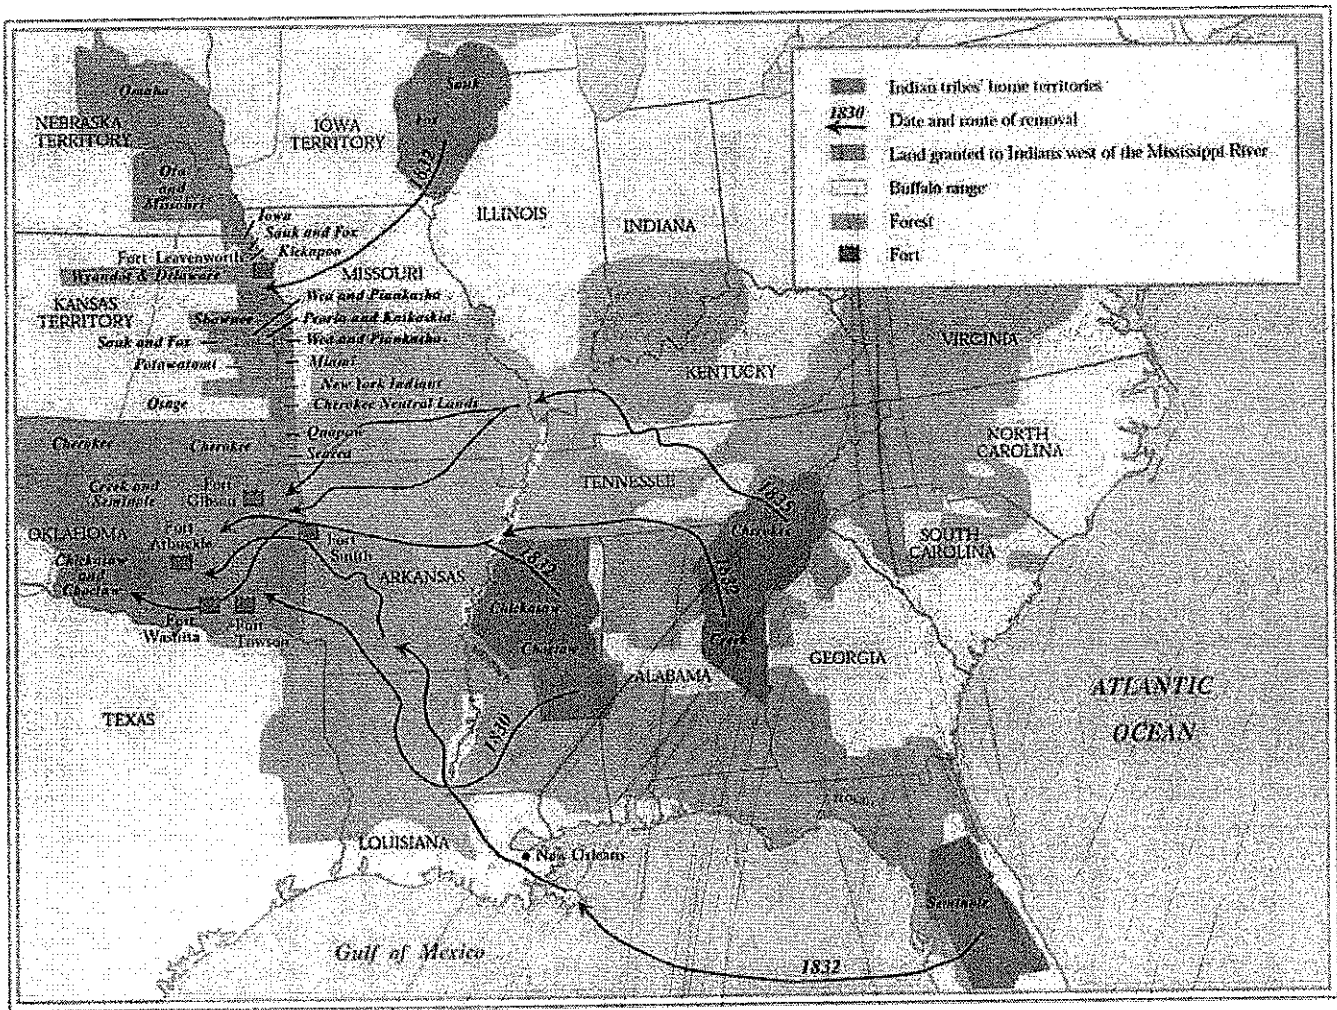 Indian tribes' home territories
1830
Date and route of removal
Land granted to Indians west of the Mississippi River
Buffalo range
Forest
Fort
Omaha
NEBRASKA
TERRITORY
Oto
and
Missouri
IOWA
TERRITORY
Sauk
Fox
1832
ILLINOIS
INDIANA
Iowa
Sauk and Fox
Kickapoo
Fort Leavenworth
Wyandot & Delaware
MISSOURI
KANSAS
TERRITORY
Wea and Piankasha
Shawnee
Peoria and Kaskaskia
Sauk and Fox
Wea and Piankasha
Potawatomi
Miami
New York Indians
Osage
Cherokee Neutral Lands
KENTUCKY
VIRGINIA
Cherokee
Cherokee
Quapaw
Seneca
NORTH
CAROLINA
Creek and
Seminole
Fort
Gibson
TENNESSEE
1835
Cherokee
OKLAHOMA
Fort
Arbuckle
Fort
Smith
SOUTH
CAROLINA
Chickasaw
and
Choctaw
ARKANSAS
1832
Chickasaw
Fort
Washita
Fort
Towson
Creek
Choctaw
ALABAMA
GEORGIA
TEXAS
1830
ATLANTIC
OCEAN
LOUISIANA
New Orleans
Seminole
Gulf of Mexico
1832